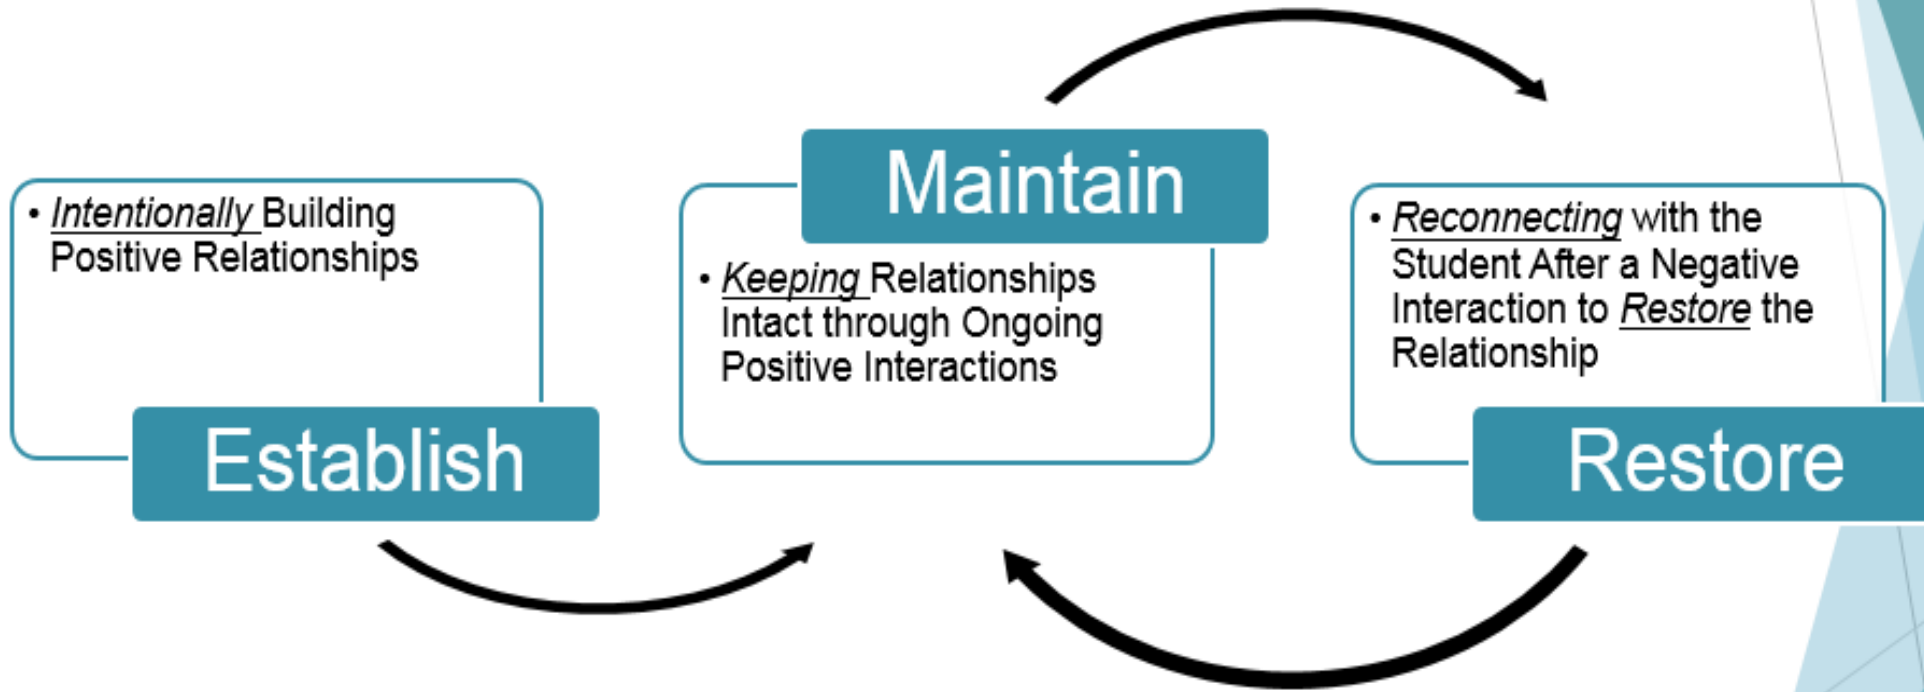 • Intentionally Building
Positive Relationships
Establish
Maintain
• Keeping Relationships
Intact through Ongoing
Positive Interactions
• Reconnecting with the
Student After a Negative
Interaction to Restore the
Relationship
Restore